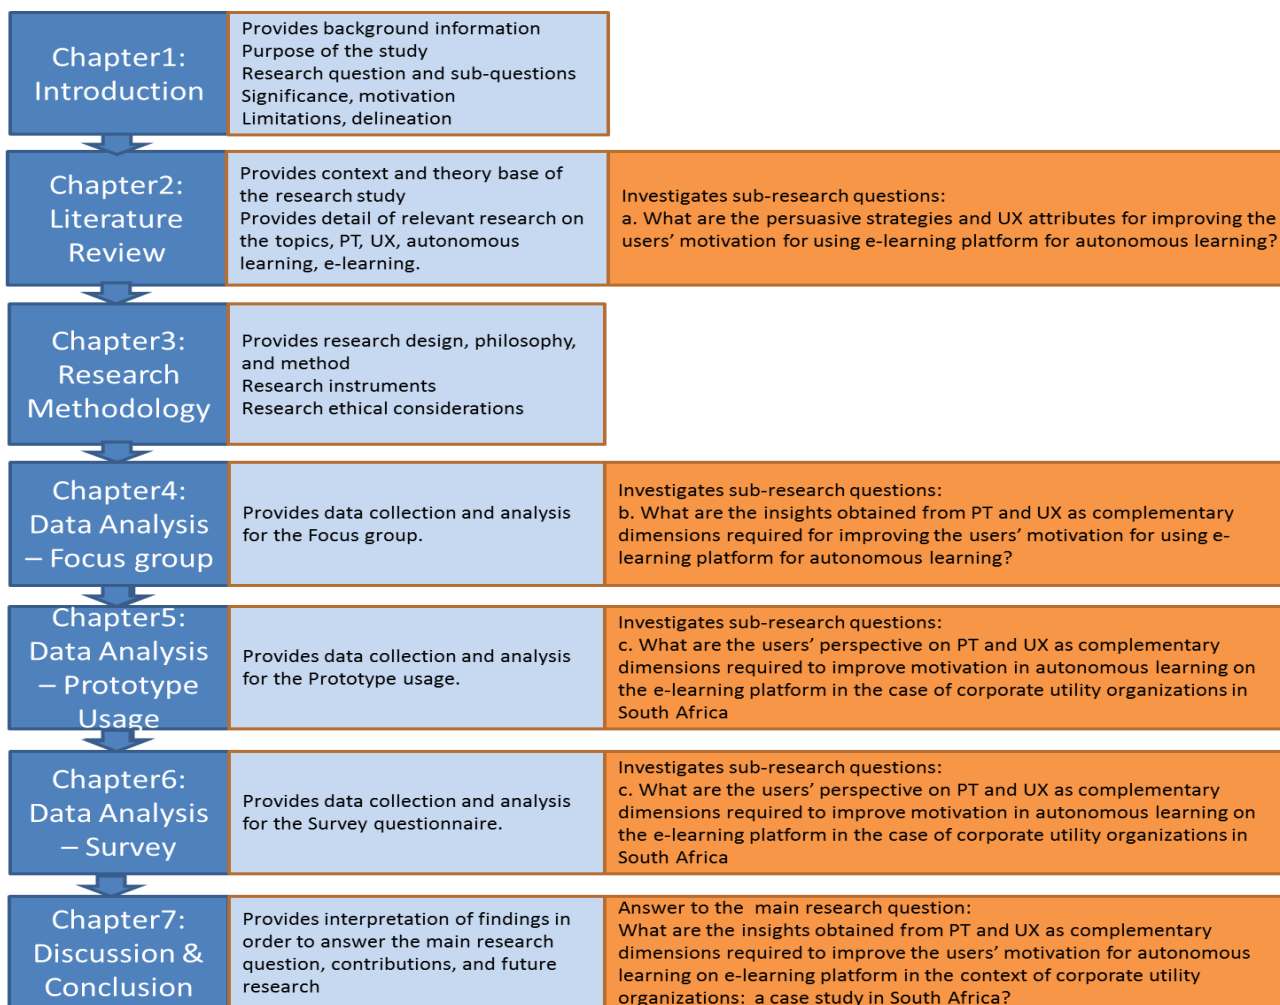 Chapter1:
Introduction
Provides background information
Purpose of the study
Research question and sub-questions
Significance, motivation
Limitations, delineation
Chapter2:
Literature
Review
Provides context and theory base of
the research study
Provides detail of relevant research on
the topics, PT, UX, autonomous
learning, e-learning.
Investigates sub-research questions:
a. What are the persuasive strategies and UX attributes for improving the
users’ motivation for using e-learning platform for autonomous learning?
Chapter3:
Research
Methodology
Provides research design, philosophy,
and method
Research instruments
Research ethical considerations
Chapter4:
Data Analysis
– Focus group
Provides data collection and analysis
for the Focus group.
Investigates sub-research questions:
b. What are the insights obtained from PT and UX as complementary
dimensions required for improving the users’ motivation for using e-
learning platform for autonomous learning?
Chapter5:
Data Analysis
– Prototype
Usage
Provides data collection and analysis
for the Prototype usage.
Investigates sub-research questions:
c. What are the users’ perspective on PT and UX as complementary
dimensions required to improve motivation in autonomous learning on
the e-learning platform in the case of corporate utility organizations in
South Africa
Chapter6:
Data Analysis
– Survey
Provides data collection and analysis
for the Survey questionnaire.
Investigates sub-research questions:
c. What are the users’ perspective on PT and UX as complementary
dimensions required to improve motivation in autonomous learning on
the e-learning platform in the case of corporate utility organizations in
South Africa
Chapter7:
Discussion &
Conclusion
Provides interpretation of findings in
order to answer the main research
question, contributions, and future
research
Answer to the  main research question:
What are the insights obtained from PT and UX as complementary
dimensions required to improve the users’ motivation for autonomous
learning on e-learning platform in the context of corporate utility
organizations:  a case study in South Africa?